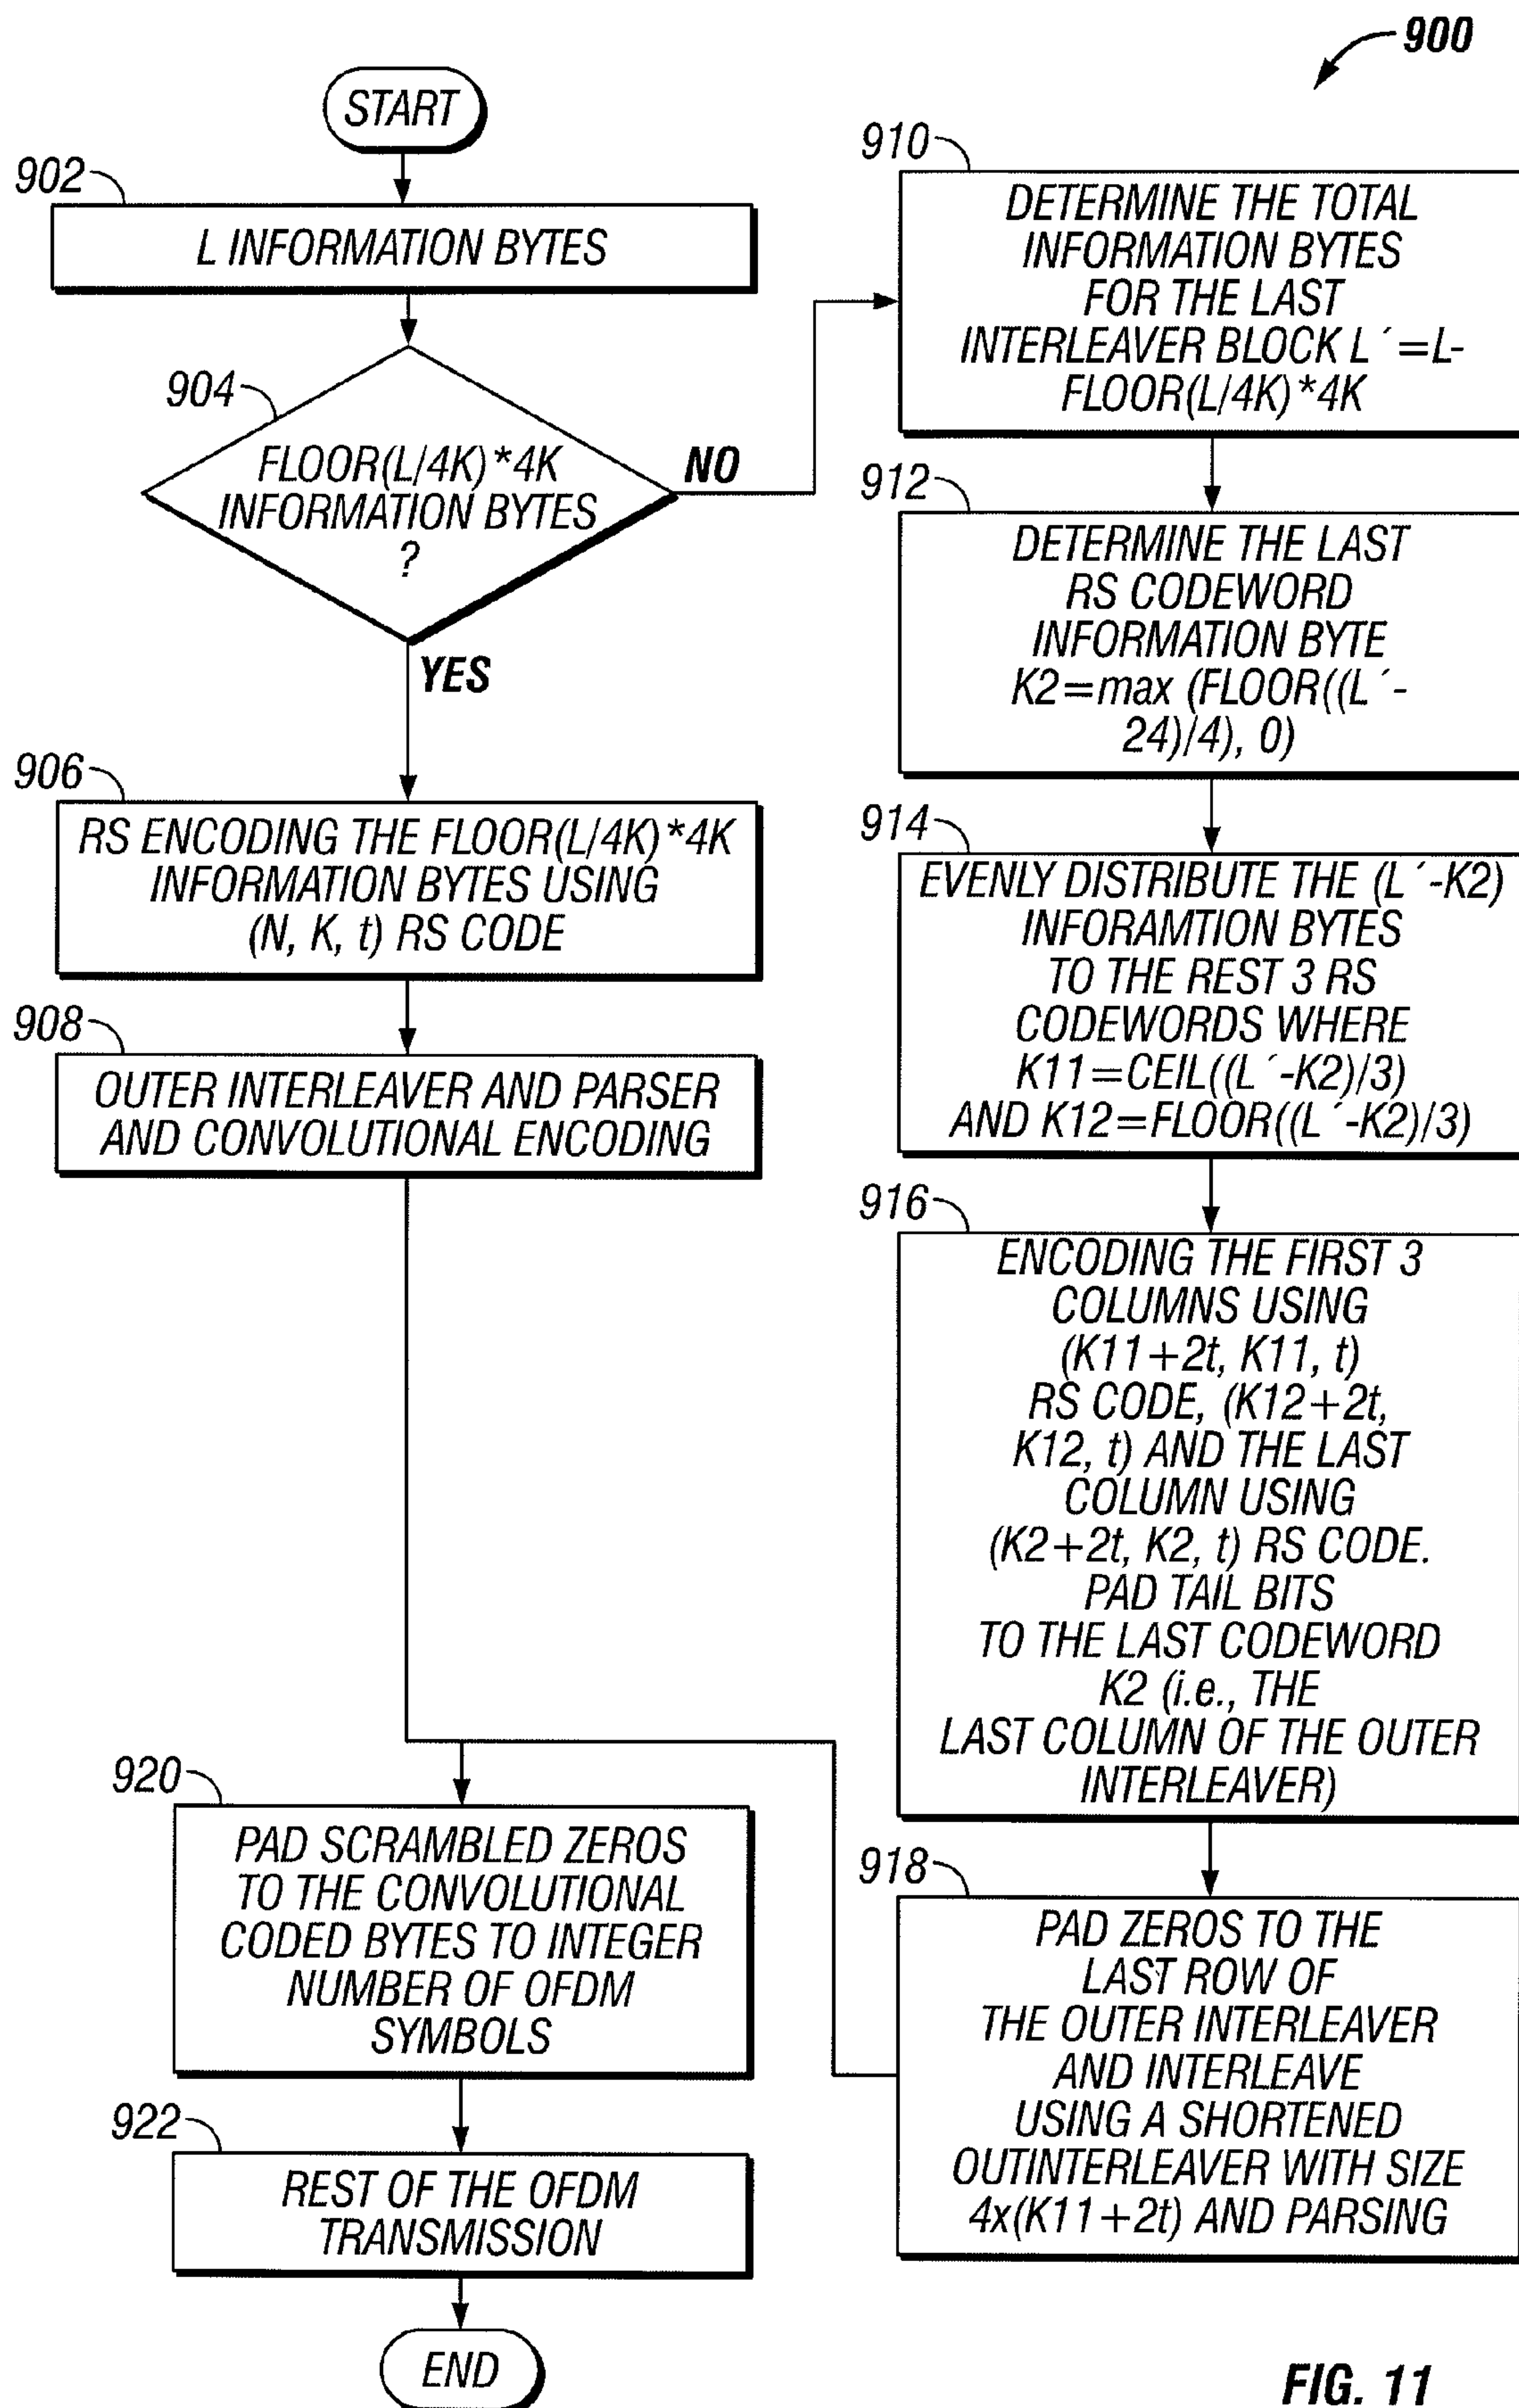 900
START
902
L INFORMATION BYTES
904
FLOOR(L/4K)*4K
INFORMATION BYTES
?
NO
YES
906
RS ENCODING THE FLOOR(L/4K)*4K
INFORMATION BYTES USING
(N, K, t) RS CODE
908
OUTER INTERLEAVER AND PARSER
AND CONVOLUTIONAL ENCODING
910
DETERMINE THE TOTAL
INFORMATION BYTES
FOR THE LAST
INTERLEAVER BLOCK L´=L-
FLOOR(L/4K)*4K
912
DETERMINE THE LAST
RS CODEWORD
INFORMATION BYTE
K2=max (FLOOR((L´-
24)/4), 0)
914
EVENLY DISTRIBUTE THE (L´-K2)
INFORAMTION BYTES
TO THE REST 3 RS
CODEWORDS WHERE
K11=CEIL((L´-K2)/3)
AND K12=FLOOR((L´-K2)/3)
916
ENCODING THE FIRST 3
COLUMNS USING
(K11+2t, K11, t)
RS CODE, (K12+2t,
K12, t) AND THE LAST
COLUMN USING
(K2+2t, K2, t) RS CODE.
PAD TAIL BITS
TO THE LAST CODEWORD
K2 (i.e., THE
LAST COLUMN OF THE OUTER
INTERLEAVER)
918
PAD ZEROS TO THE
LAST ROW OF
THE OUTER INTERLEAVER
AND INTERLEAVE
USING A SHORTENED
OUTINTERLEAVER WITH SIZE
4x(K11+2t) AND PARSING
920
PAD SCRAMBLED ZEROS
TO THE CONVOLUTIONAL
CODED BYTES TO INTEGER
NUMBER OF OFDM
SYMBOLS
922
REST OF THE OFDM
TRANSMISSION
END
FIG. 11